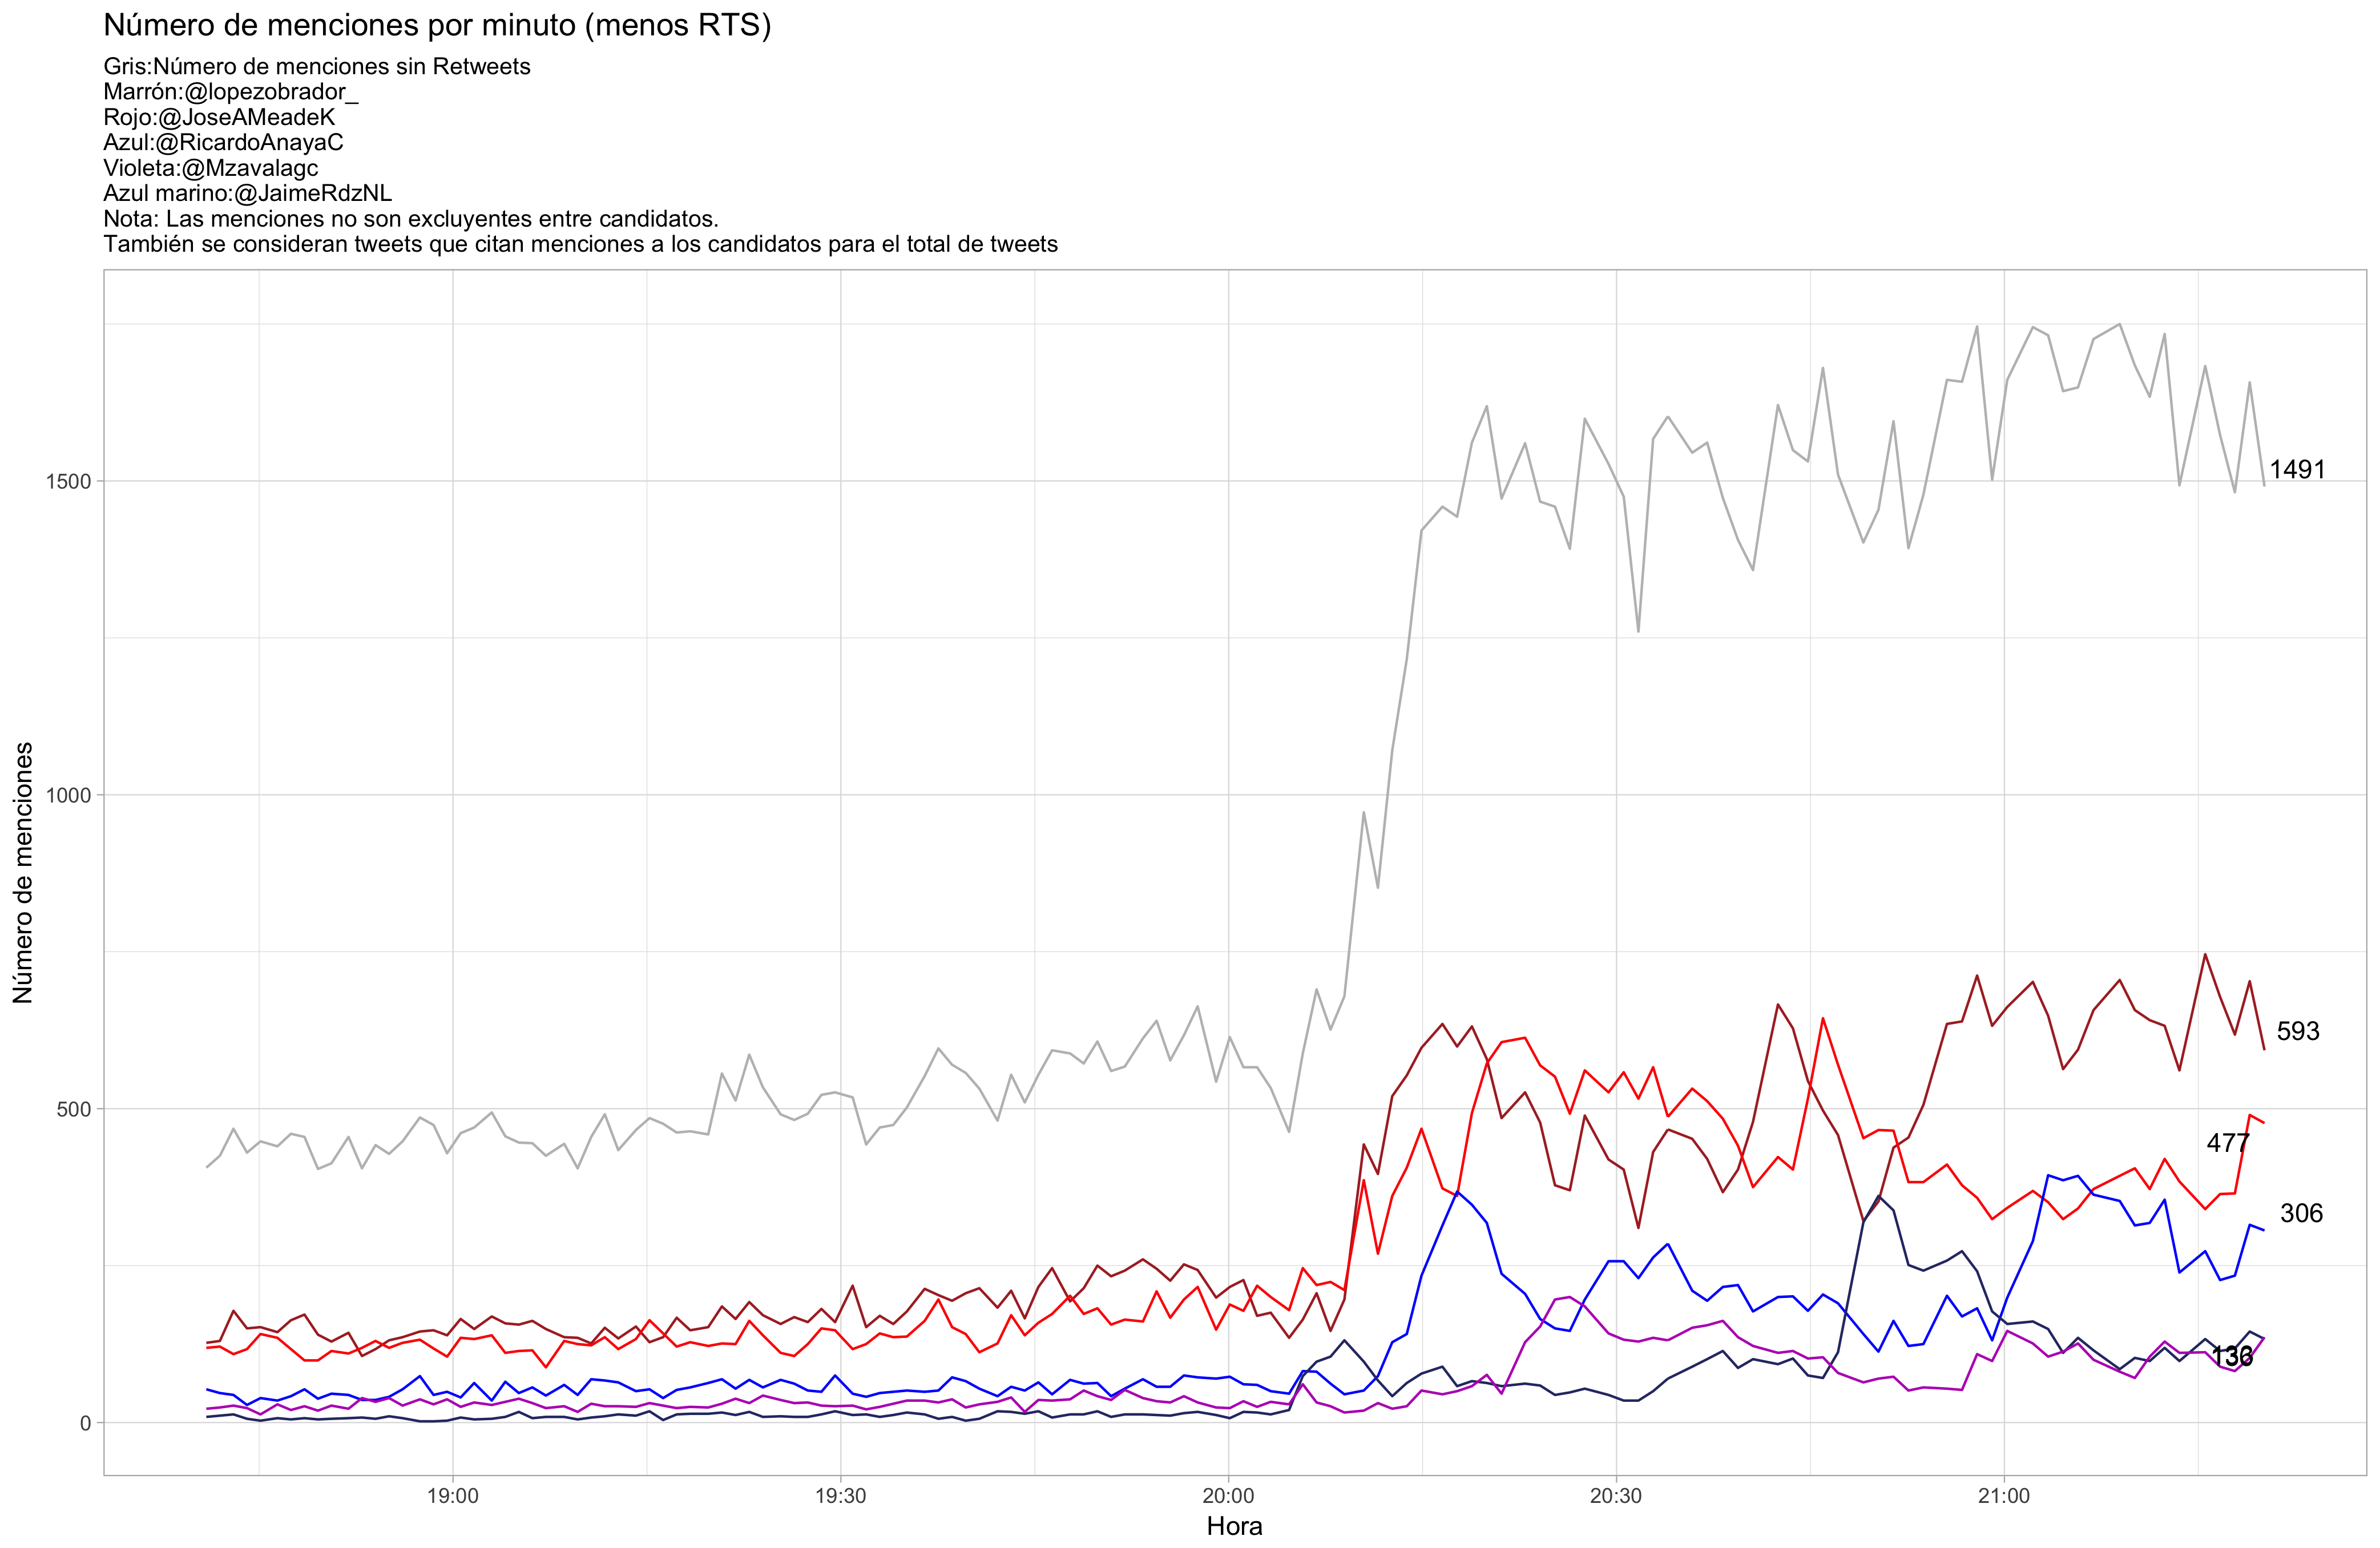 Número de menciones por minuto (menos RTS)
Gris:Número de menciones sin Retweets
Marrón:@lopezobrador_
Rojo:@JoseAMeadeK
Azul:@RicardoAnayaC
Violeta:@Mzavalagc
Azul marino:@JaimeRdzNL
Nota: Las menciones no son excluyentes entre candidatos.
También se consideran tweets que citan menciones a los candidatos para el total de tweets
1500
1000
500
0
Número de menciones
1491
593
477
306
19:00
19:30
20:00
20:30
21:00
Hora